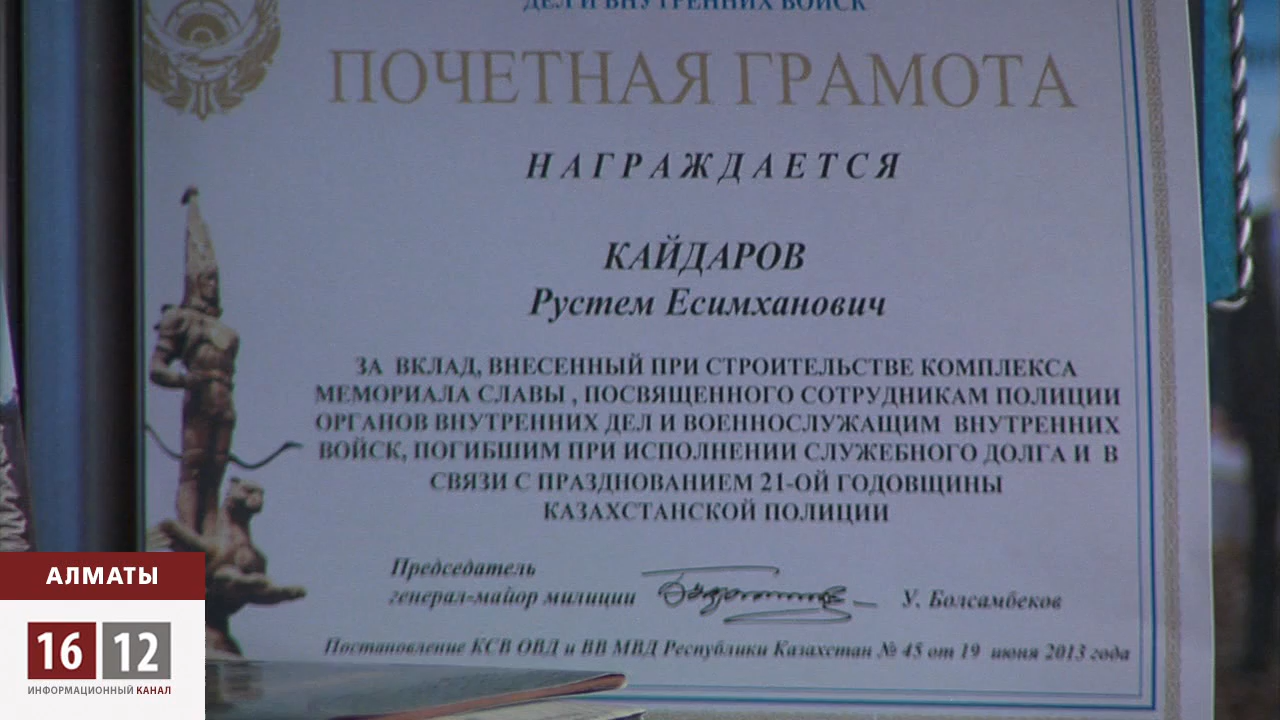 ДЕЛ И ВНУТРЕННИХ ВОЙСК
ПОЧЕТНАЯ ГРАМОТА
НАГРАЖДАЕТСЯ
КАЙДАРОВ
Рустем Есимханович
ЗА ВКЛАД, ВНЕСЕННЫЙ ПРИ СТРОИТЕЛЬСТВЕ КОМПЛЕКСА
МЕМОРИАЛА СЛАВЫ , ПОСВЯЩЕННОГО СОТРУДНИКАМ ПОЛИЦИИ
ОРГАНОВ ВНУТРЕННИХ ДЕЛ И ВОЕННОСЛУЖАЩИМ ВНУТРЕННИХ
ВОЙСК, ПОГИБШИМ ПРИ ИСПОЛНЕНИИ СЛУЖЕБНОГО ДОЛГА И В
СВЯЗИ С ПРАЗДНОВАНИЕМ 21-ОЙ ГОДОВЩИНЫ
КАЗАХСТАНСКОЙ ПОЛИЦИИ
Председатель
генерал-майор милиции У. Болсамбеков
Постановление КСВ ОВД и ВВ МВД Республики Казахстан № 45 от 19 июня 2013 года
АЛМАТЫ
16 12
ИНФОРМАЦИОННЫЙ КАНАЛ